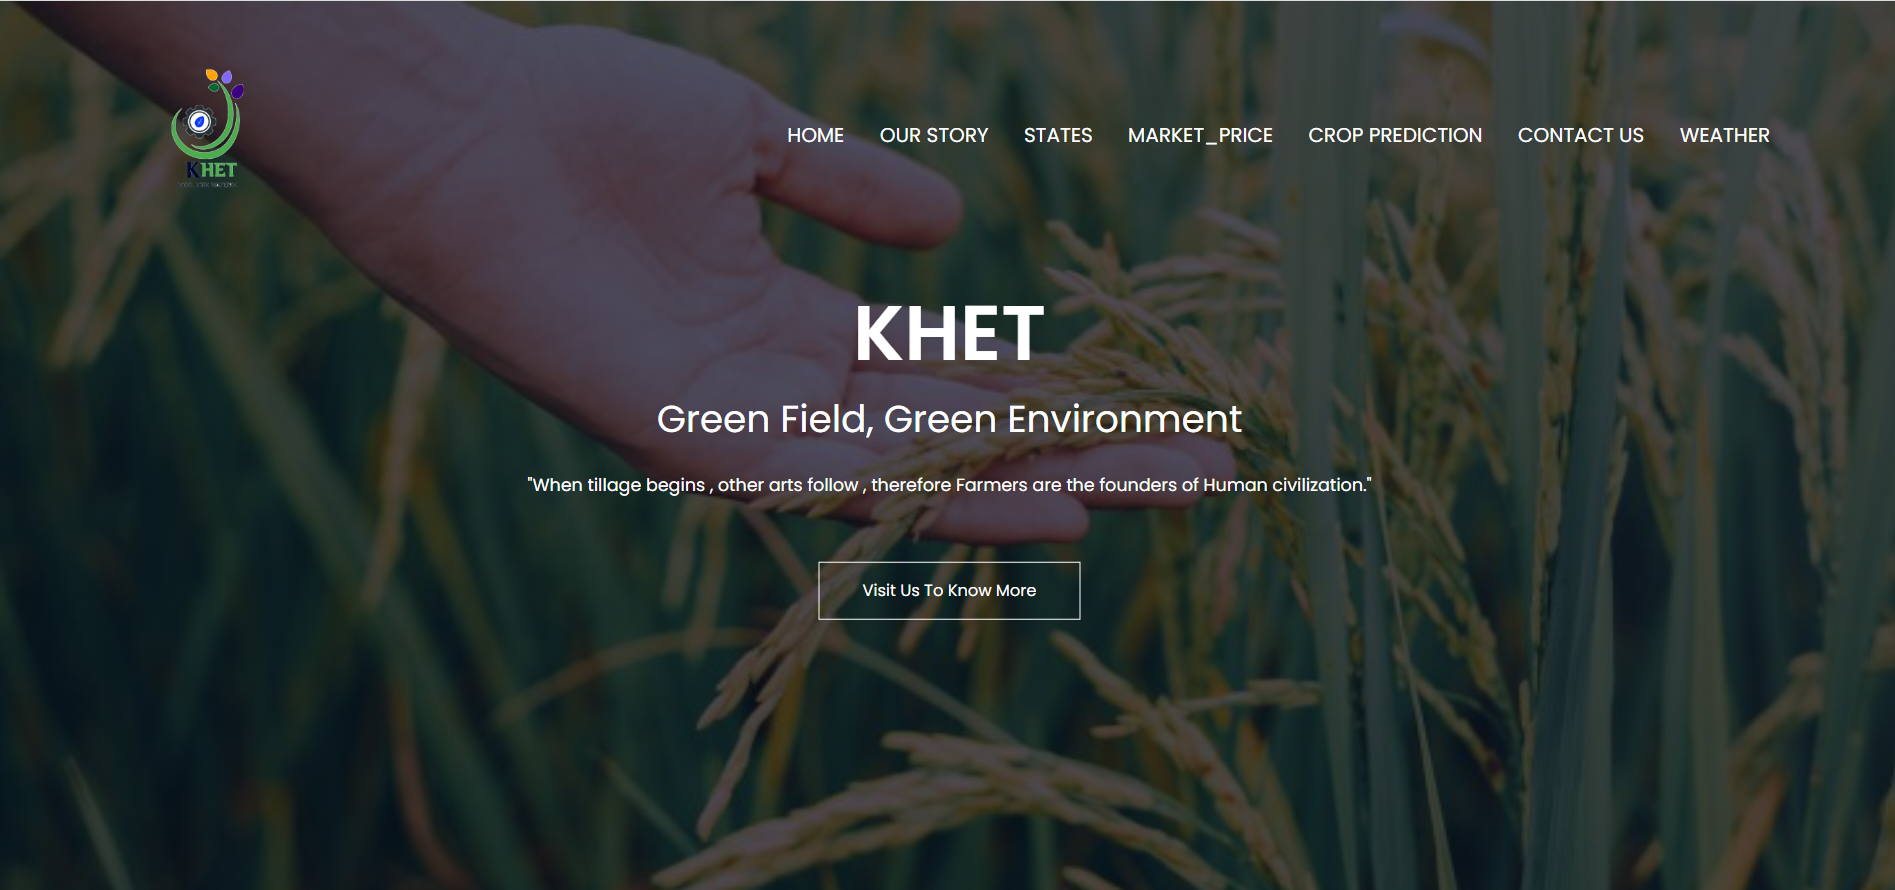 KHET
HOME OUR STORY STATES MARKET_PRICE CROP PREDICTION CONTACT US WEATHER
KHET
Green Field, Green Environment
"When tillage begins , other arts follow , therefore Farmers are the founders of Human civilization."
Visit Us To Know More